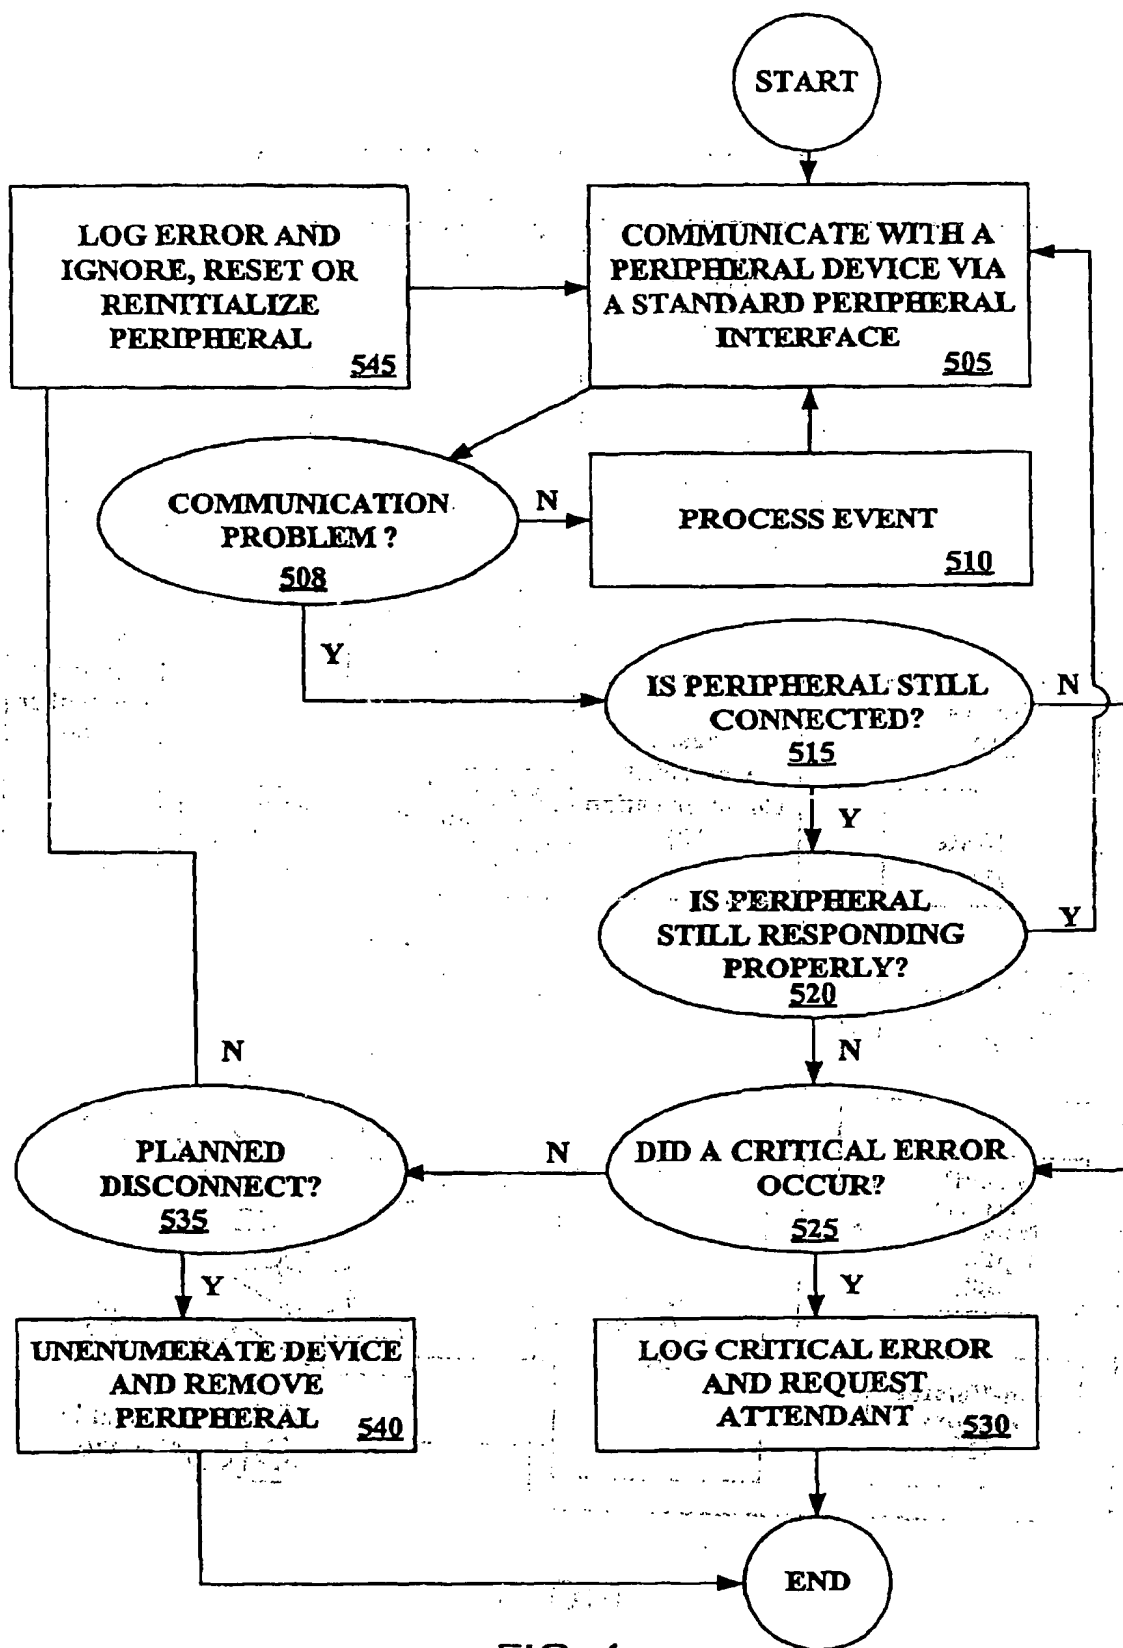 START
LOG ERROR AND
IGNORE, RESET OR
REINITIALIZE
PERIPHERAL
545
COMMUNICATE WITH A
PERIPHERAL DEVICE VIA
A STANDARD PERIPHERAL
INTERFACE
505
COMMUNICATION
PROBLEM ?
508
N
PROCESS EVENT
510
Y
IS PERIPHERAL STILL
CONNECTED?
515
N
Y
IS PERIPHERAL
STILL RESPONDING
PROPERLY?
520
Y
N
N
PLANNED
DISCONNECT?
535
N
DID A CRITICAL ERROR
OCCUR?
525
Y
Y
UNENUMERATE DEVICE
AND REMOVE
PERIPHERAL
540
LOG CRITICAL ERROR
AND REQUEST
ATTENDANT
530
END